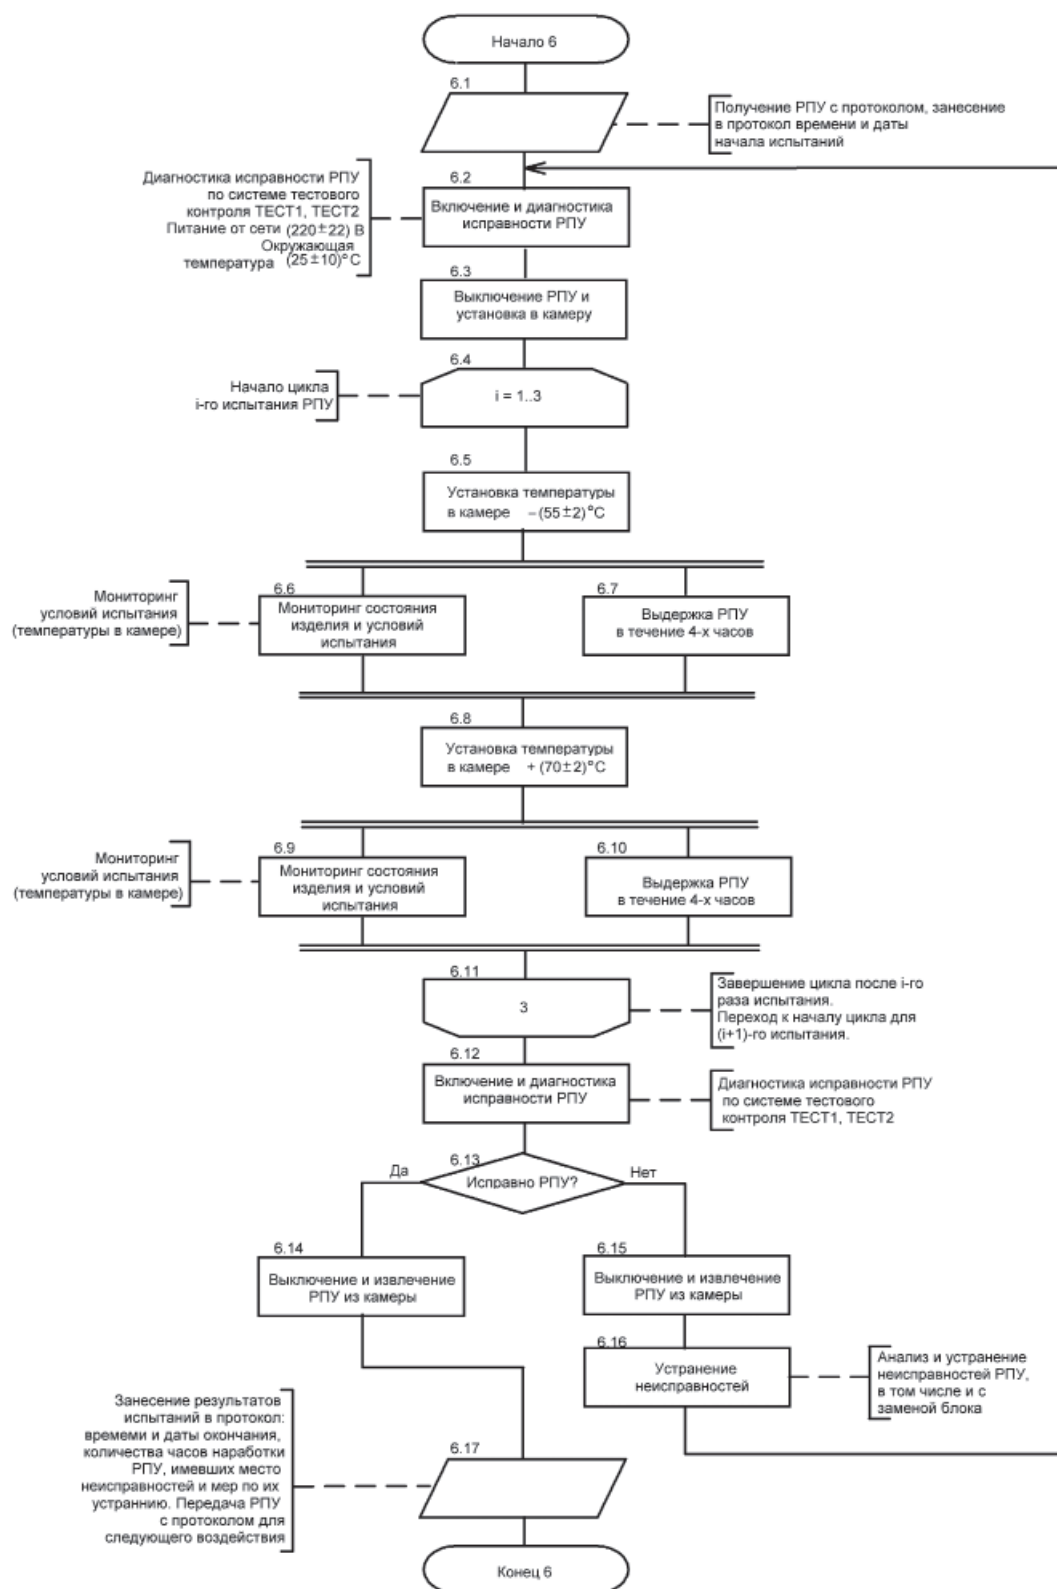 Начало 6
6.1
Получение РПУ с протоколом, занесение
в протокол времени и даты
начала испытаний
Диагностика исправности РПУ
по системе тестового
контроля ТЕСТ1, ТЕСТ2
Питание от сети (220±22) В
Окружающая
температура (25±10)°C
6.2
Включение и диагностика
исправности РПУ
6.3
Выключение РПУ и
установка в камеру
6.4
i = 1..3
Начало цикла
i-го испытания РПУ
6.5
Установка температуры
в камере –(55±2)°C
6.6
Мониторинг состояния
изделия и условий
испытания
Мониторинг
условий испытания
(температуры в камере)
6.7
Выдержка РПУ
в течение 4-х часов
6.8
Установка температуры
в камере + (70±2)°C
6.9
Мониторинг состояния
изделия и условий
испытания
Мониторинг
условий испытания
(температуры в камере)
6.10
Выдержка РПУ
в течение 4-х часов
6.11
3
Завершение цикла после i-го
раза испытания.
Переход к началу цикла для
(i+1)-го испытания.
6.12
Включение и диагностика
исправности РПУ
Диагностика исправности РПУ
по системе тестового
контроля ТЕСТ1, ТЕСТ2
6.13
Исправно РПУ?
Да
Нет
6.14
Выключение и извлечение
РПУ из камеры
6.15
Выключение и извлечение
РПУ из камеры
6.16
Устранение
неисправностей
Анализ и устранение
неисправностей РПУ,
в том числе и с
заменой блока
Занесение результатов
испытаний в протокол:
времеми и даты окончания,
количества часов наработки
РПУ, имевших место
неисправностей и мер по их
устраннию. Передача РПУ
с протоколом для
следующего воздействия
6.17
Конец 6